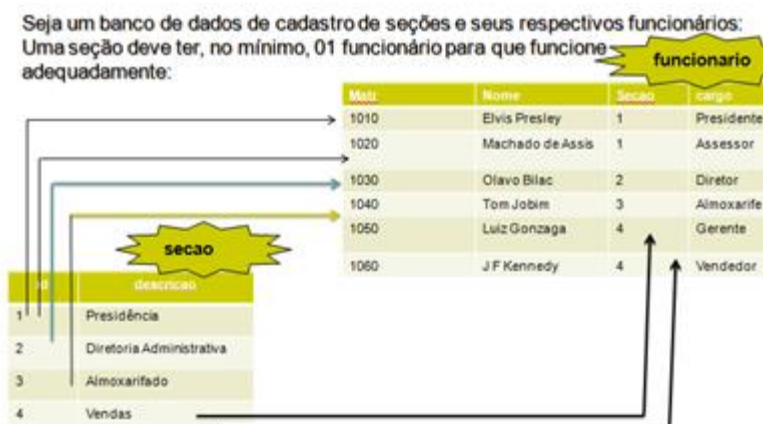 Seja um banco de dados de cadastro de seções e seus respectivos funcionários:
Uma seção deve ter, no mínimo, 01 funcionário para que funcione
adequadamente:
funcionario
Matr Nome Secao cargo
1010 Elvis Presley 1 Presidente
1020 Machado de Assis 1 Assessor
1030 Olavo Bilac 2 Diretor
1040 Tom Jobim 3 Almoxarife
1050 Luiz Gonzaga 4 Gerente
1060 J F Kennedy 4 Vendedor
secao
id descricao
1 Presidência
2 Diretoria Administrativa
3 Almoxarifado
4 Vendas